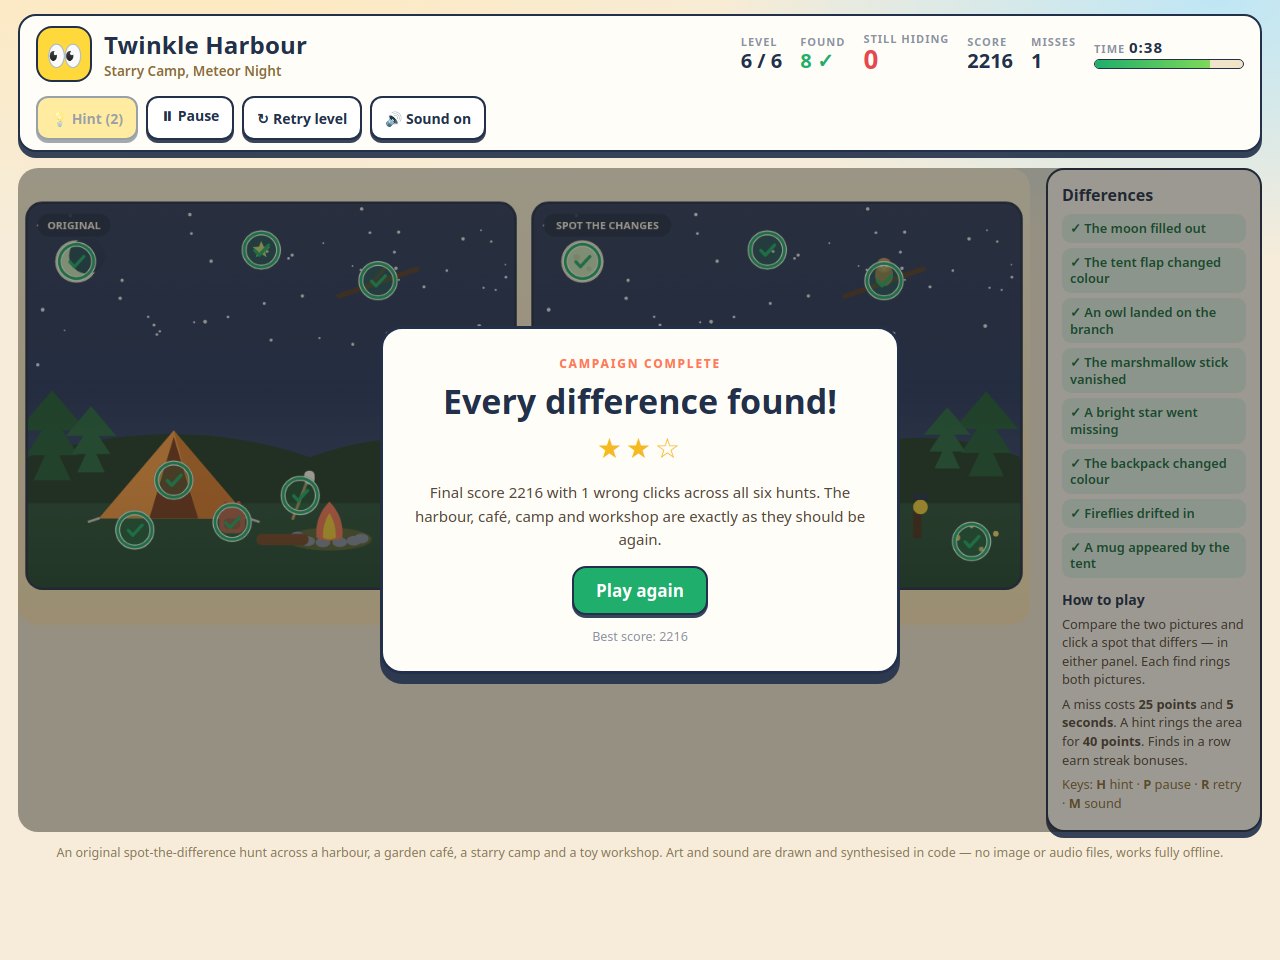 Twinkle Harbour
Starry Camp, Meteor Night
LEVEL
6 / 6
FOUND
8 ✓
STILL HIDING
0
SCORE
2216
MISSES
1
TIME 0:38
💡 Hint (2)
⏸ Pause
↻ Retry level
🔊 Sound on
ORIGINAL
SPOT THE CHANGES
CAMPAIGN COMPLETE
Every difference found!
★★☆
Final score 2216 with 1 wrong clicks across all six hunts. The
harbour, café, camp and workshop are exactly as they should be
again.
Play again
Best score: 2216
Differences
✓ The moon filled out
✓ The tent flap changed
colour
✓ An owl landed on the
branch
✓ The marshmallow stick
vanished
✓ A bright star went
missing
✓ The backpack changed
colour
✓ Fireflies drifted in
✓ A mug appeared by the
tent
How to play
Compare the two pictures and
click a spot that differs — in
either panel. Each find rings
both pictures.
A miss costs 25 points and 5
seconds. A hint rings the area
for 40 points. Finds in a row
earn streak bonuses.
Keys: H hint · P pause · R retry
· M sound
An original spot-the-difference hunt across a harbour, a garden café, a starry camp and a toy workshop. Art and sound are drawn and synthesised in code — no image or audio files, works fully offline.